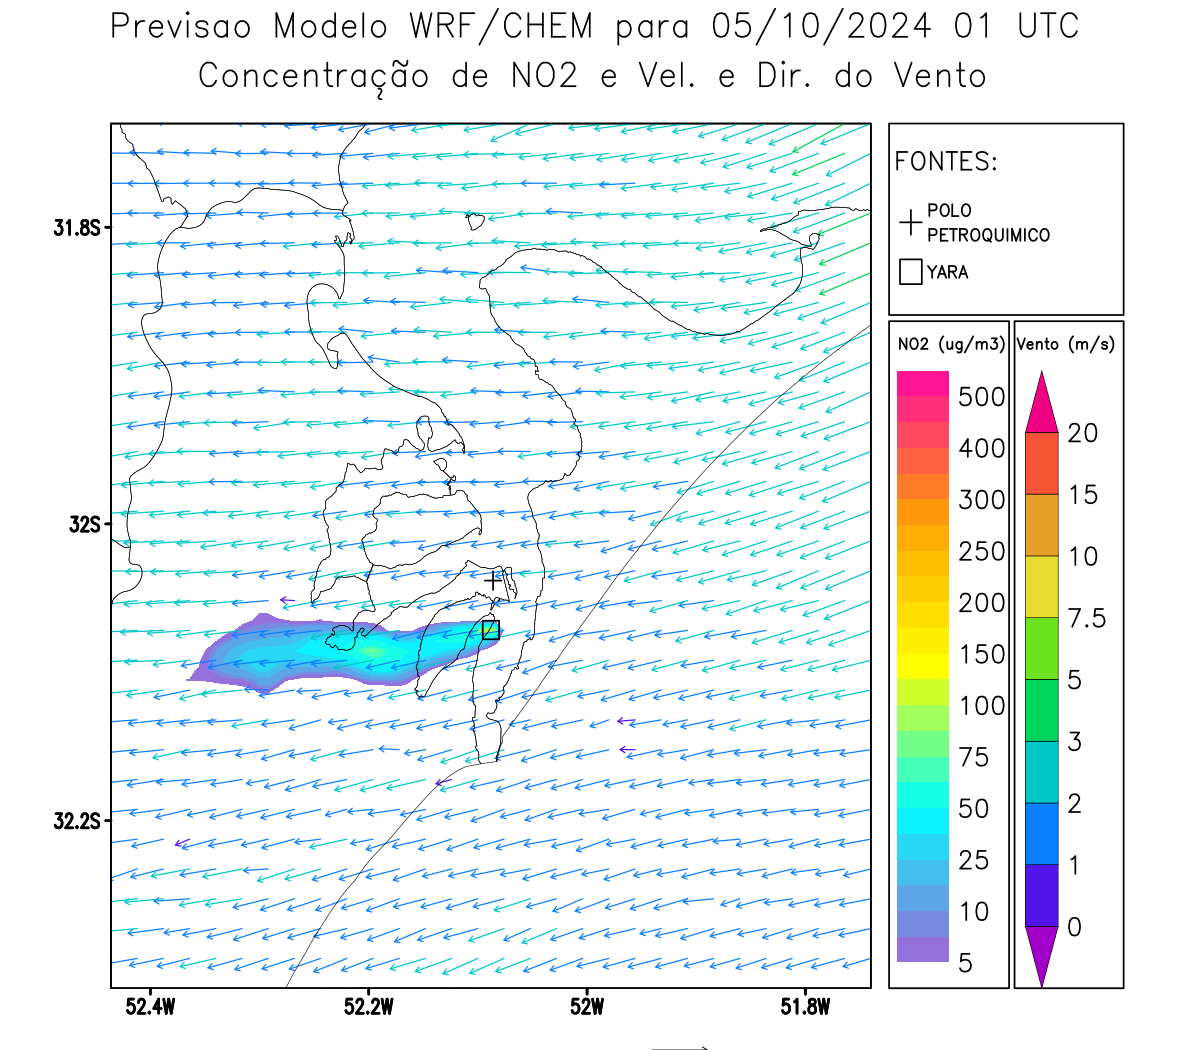 Previsao Modelo WRF/CHEM para 05/10/2024 01 UTC
Concentração de NO2 e Vel. e Dir. do Vento
31.8S
32S
32.2S
52.4W
52.2W
52W
51.8W
FONTES:
POLO
PETROQUIMICO
YARA
NO2 (ug/m3)
500
400
300
250
200
150
100
75
50
25
10
5
Vento (m/s)
20
15
10
7.5
5
3
2
1
0